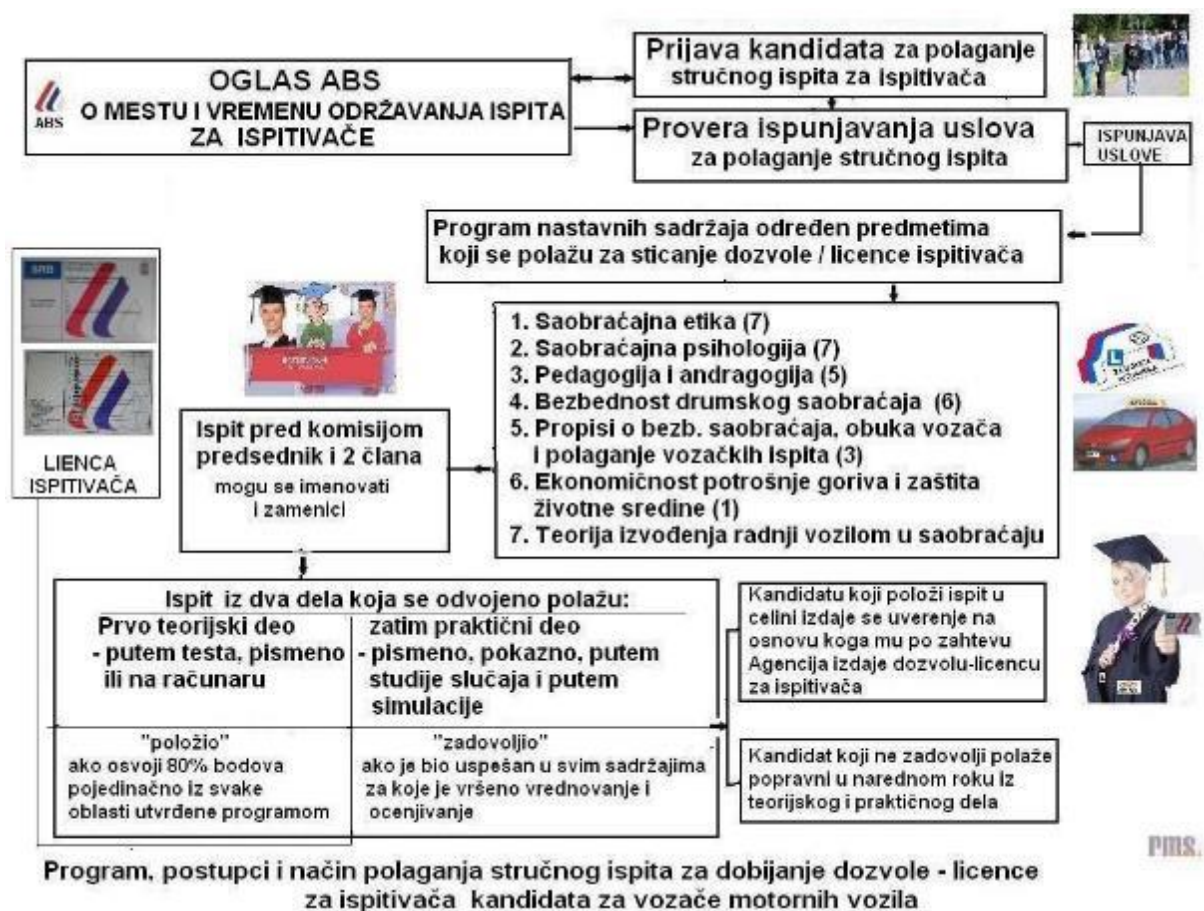 OGLAS ABS
O MESTU I VREMENU ODRŽAVANJA ISPITA
ZA ISPITIVAČE
ABS
Prijava kandidata za polaganje
stručnog ispita za ispitivača
Provera ispunjavanja uslova
za polaganje stručnog ispita
ISPUNJAVA
USLOVE
Program nastavnih sadržaja određen predmetima
koji se polažu za sticanje dozvole / licence ispitivača
SRB
LIENCA
ISPITIVAČA
1. Saobraćajna etika (7)
2. Saobraćajna psihologija (7)
3. Pedagogija i andragogija (5)
4. Bezbednost drumskog saobraćaja (6)
5. Propisi o bezb. saobraćaja, obuka vozača
i polaganje vozačkih ispita (3)
6. Ekonomičnost potrošnje goriva i zaštita
životne sredine (1)
7. Teorija izvođenja radnji vozilom u saobraćaju
L
Ispit pred komisijom
predsednik i 2 člana
mogu se imenovati
i zamenici
Ispit iz dva dela koja se odvojeno polažu:
Prvo teorijski deo
- putem testa, pismeno
ili na računaru
zatim praktični deo
- pismeno, pokazno, putem
studije slučaja i putem
simulacije
"položio"
ako osvoji 80% bodova
pojedinačno iz svake
oblasti utvrđene programom
"zadovoljio"
ako je bio uspešan u svim sadržajima
za koje je vršeno vrednovanje i
ocenjivanje
Kandidatu koji položi ispit u
celini izdaje se uverenje na
osnovu koga mu po zahtevu
Agencija izdaje dozvolu-licencu
za ispitivača
Kandidat koji ne zadovolji polaže
popravni u narednom roku iz
teorijskog i praktičnog dela
rms.
Program, postupci i način polaganja stručnog ispita za dobijanje dozvole - licence
za ispitivača kandidata za vozače motornih vozila